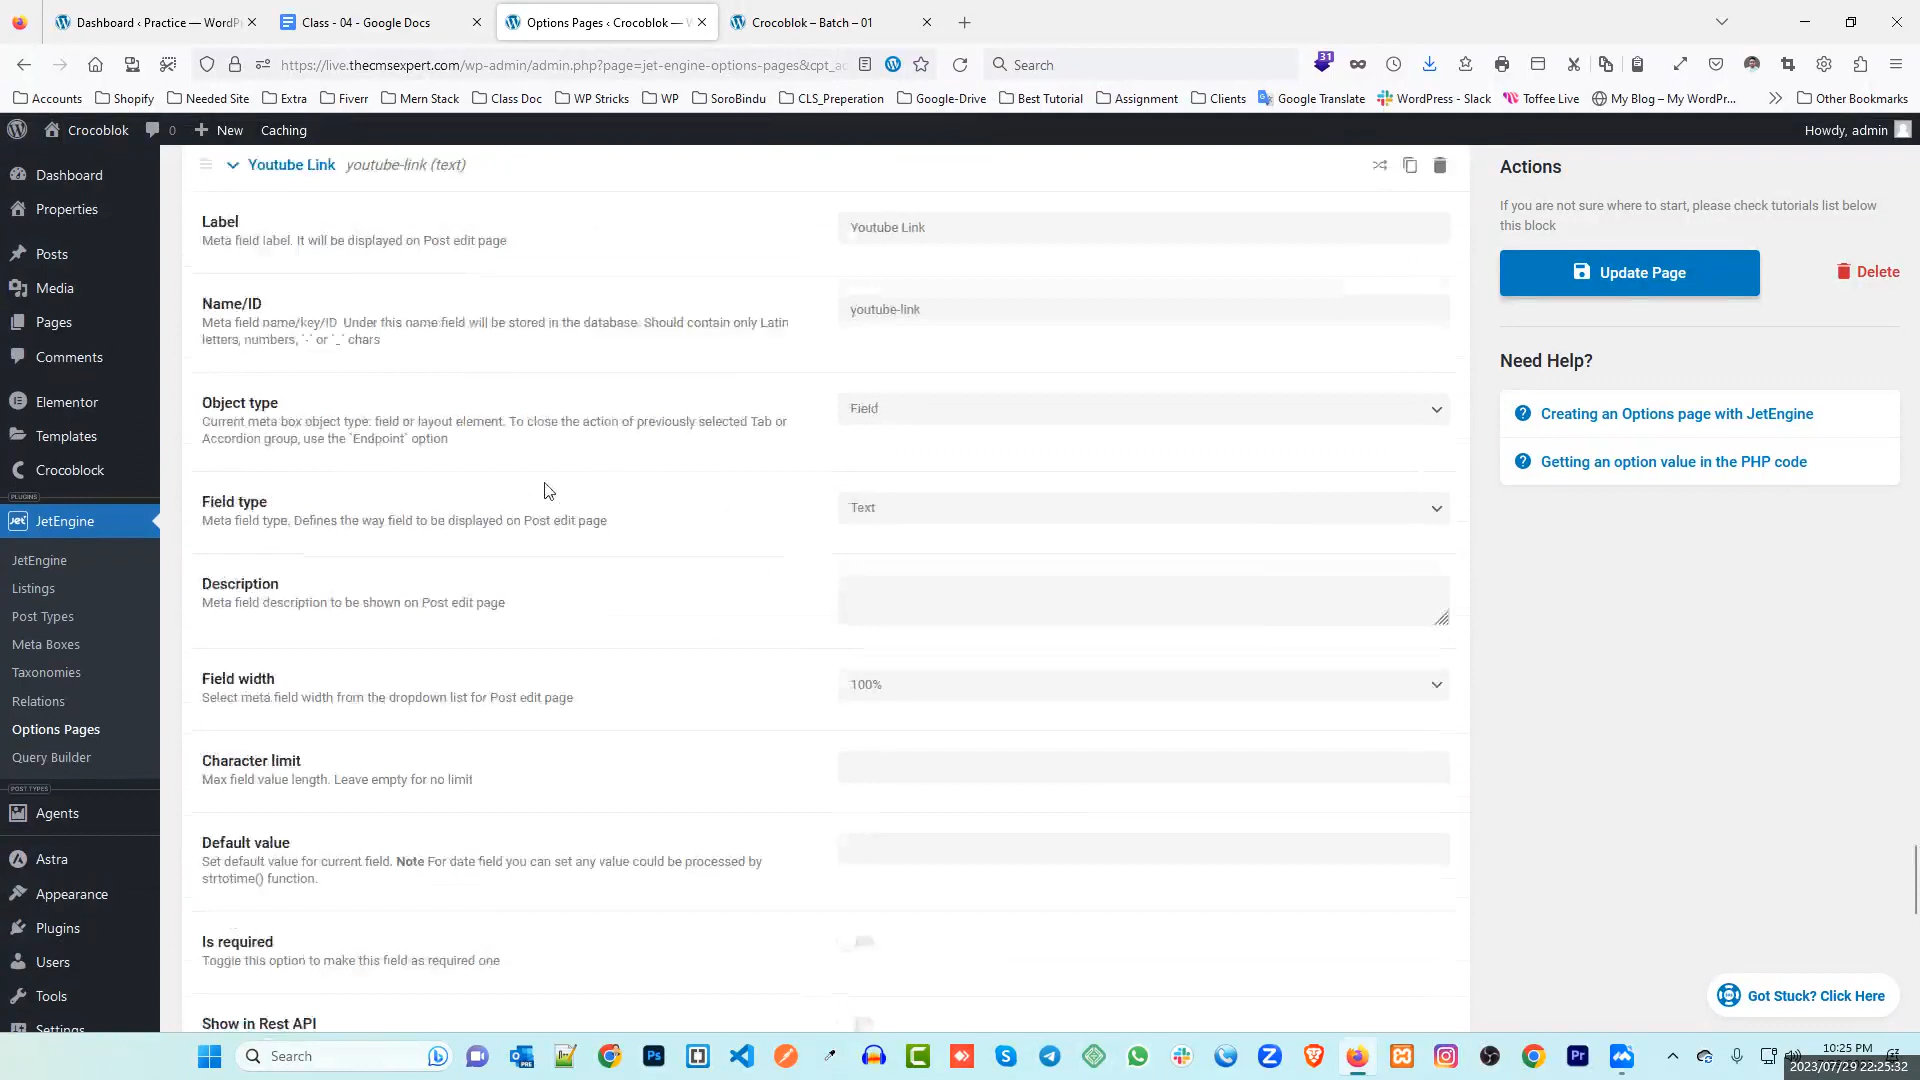 Dashboard ‹ Practice — WordPr
Class - 04 - Google Docs
Options Pages ‹ Crocoblok — W
Crocoblok – Batch – 01
https://live.thecmsexpert.com/wp-admin/admin.php?page=jet-engine-options-pages&cpt_ac
Search
31
Accounts
Shopify
Needed Site
Extra
Fiverr
Mern Stack
Class Doc
WP Stricks
WP
SoroBindu
CLS_Preperation
Google-Drive
Best Tutorial
Assignment
Clients
Google Translate
WordPress - Slack
Toffee Live
My Blog – My WordPr...
Other Bookmarks
Crocoblok
0
New
Caching
Howdy, admin
Dashboard
Properties
Posts
Media
Pages
Comments
Elementor
Templates
Crocoblock
PLUGINS
JetEngine
JetEngine
Listings
Post Types
Meta Boxes
Taxonomies
Relations
Options Pages
Query Builder
POST TYPES
Agents
Astra
Appearance
Plugins
Users
Tools
Settings
Youtube Link youtube-link (text)
Label
Meta field label. It will be displayed on Post edit page
Youtube Link
Name/ID
Meta field name/key/ID. Under this name field will be stored in the database. Should contain only Latin
letters, numbers, `-` or `_` chars
youtube-link
Object type
Current meta box object type: field or layout element. To close the action of previously selected Tab or
Accordion group, use the `Endpoint` option
Field
Field type
Meta field type. Defines the way field to be displayed on Post edit page
Text
Description
Meta field description to be shown on Post edit page
Field width
Select meta field width from the dropdown list for Post edit page
100%
Character limit
Max field value length. Leave empty for no limit
Default value
Set default value for current field. Note For date field you can set any value could be processed by
strtotime() function.
Is required
Toggle this option to make this field as required one
Show in Rest API
Actions
If you are not sure where to start, please check tutorials list below
this block
Update Page
Delete
Need Help?
Creating an Options page with JetEngine
Getting an option value in the PHP code
Got Stuck? Click Here
Search
10:25 PM
2023/07/29 22:25:32